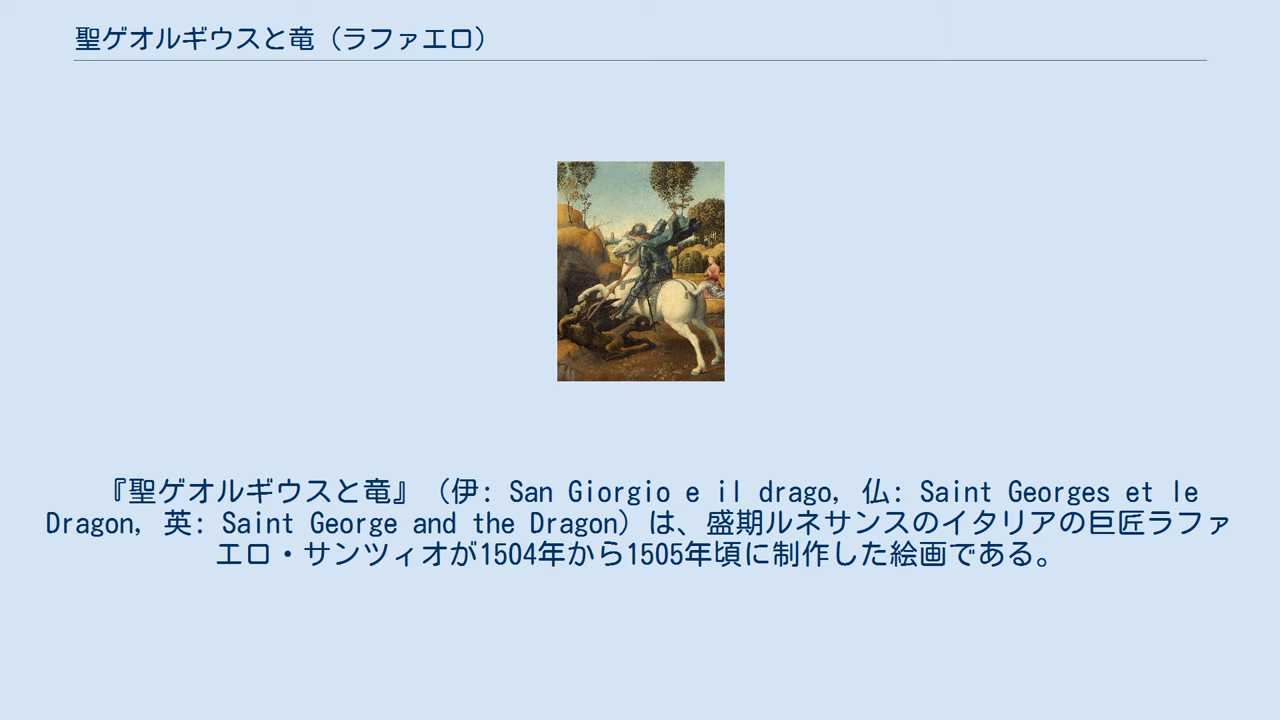 聖ゲオルギウスと竜（ラファエロ）
『聖ゲオルギウスと竜』（伊: San Giorgio e il drago, 仏: Saint Georges et le
Dragon, 英: Saint George and the Dragon）は、盛期ルネサンスのイタリアの巨匠ラファ
エロ・サンツィオが1504年から1505年頃に制作した絵画である。